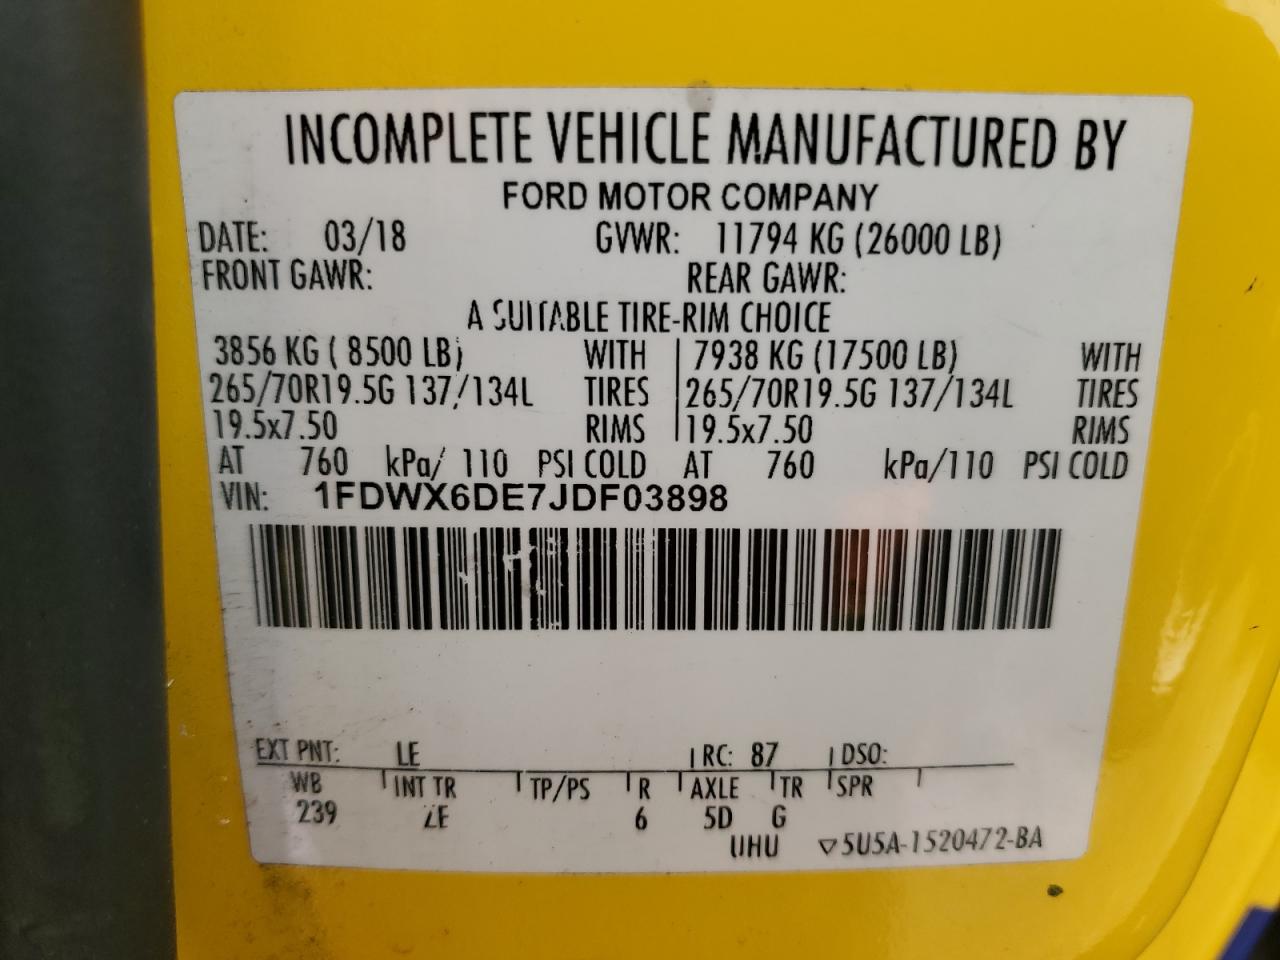 INCOMPLETE VEHICLE MANUFACTURED BY
FORD MOTOR COMPANY
DATE: 03/18 GVWR: 11794 KG (26000 LB)
FRONT GAWR: REAR GAWR:
A SUITABLE TIRE-RIM CHOICE
3856 KG ( 8500 LB) WITH 7938 KG (17500 LB) WITH
265/70R19.5G 137/134L TIRES 265/70R19.5G 137/134L TIRES
19.5x7.50 RIMS 19.5x7.50 RIMS
AT 760 kPa/ 110 PSI COLD AT 760 kPa/110 PSI COLD
VIN: 1FDWX6DE7JDF03898
EXT PNT: LE RC: 87 DSO:
WB INT TR TP/PS R AXLE TR SPR
239 ZE 6 5D G
UHU ▽5U5A-1520472-BA